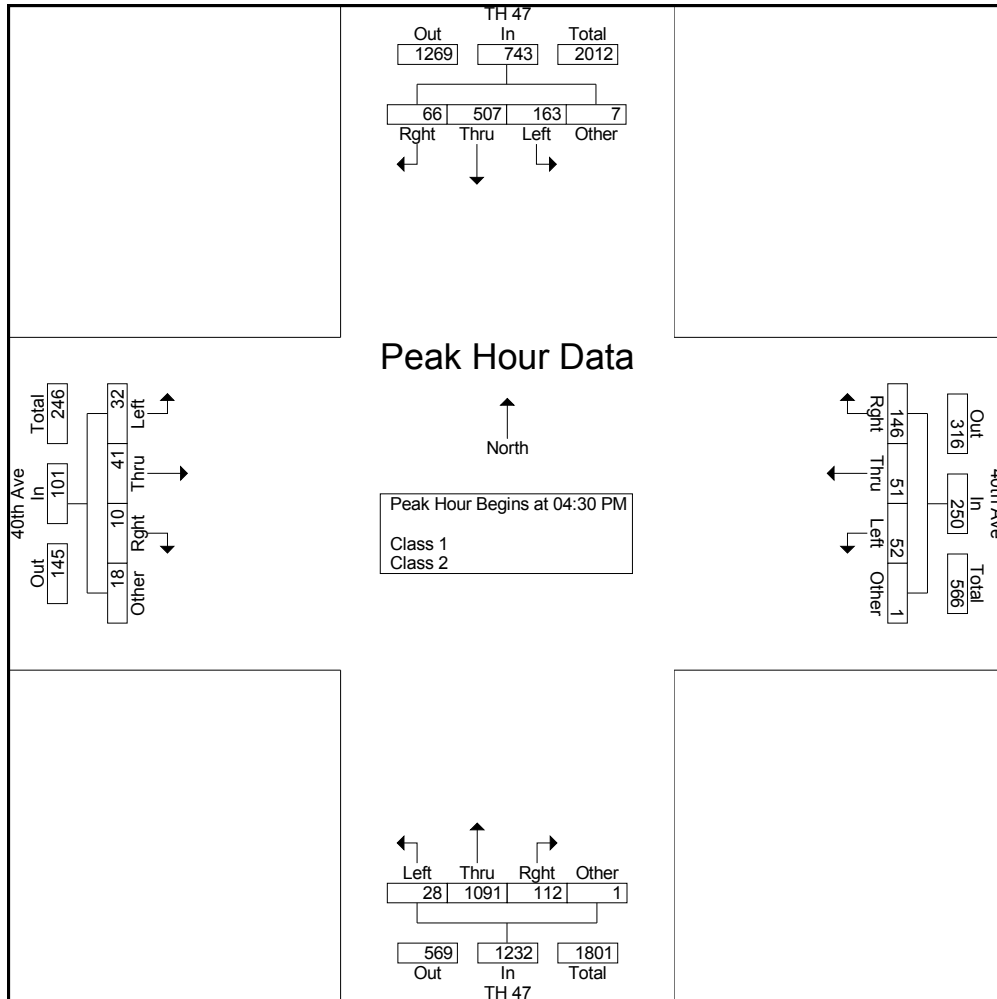 TH 47
Out In Total
1269 743 2012
66 507 163 7
Rght Thru Left Other
Peak Hour Data
North
Peak Hour Begins at 04:30 PM
Class 1
Class 2
40th Ave
Total In Out
246 101 145
32 41 10 18
Left Thru Rght Other
Rght Thru Left Other
146 51 52 1
316 250 566
Out In Total
40th Ave
Left Thru Rght Other
28 1091 112 1
569 1232 1801
Out In Total
TH 47